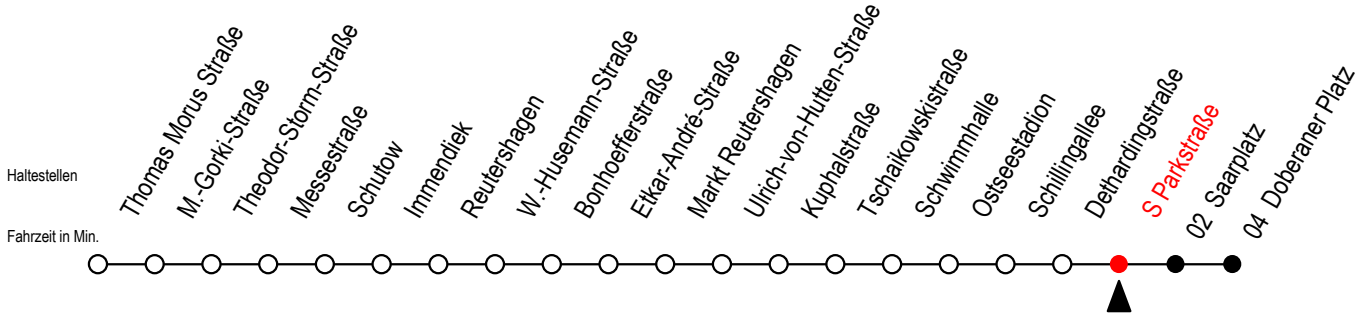 Haltestellen
Fahrzeit in Min.
Thomas Morus Straße
M.-Gorki-Straße
Theodor-Storm-Straße
Messestraße
Schutow
Immendiek
Reutershagen
W.-Husemann-Straße
Bonhoefferstraße
Etkar-André-Straße
Markt Reutershagen
Ulrich-von-Hutten-Straße
Kuphalstraße
Tschaikowskistraße
Schwimmhalle
Ostseestadion
Schillingallee
Dethardingstraße
S Parkstraße
02 Saarplatz
04 Doberamer Platz